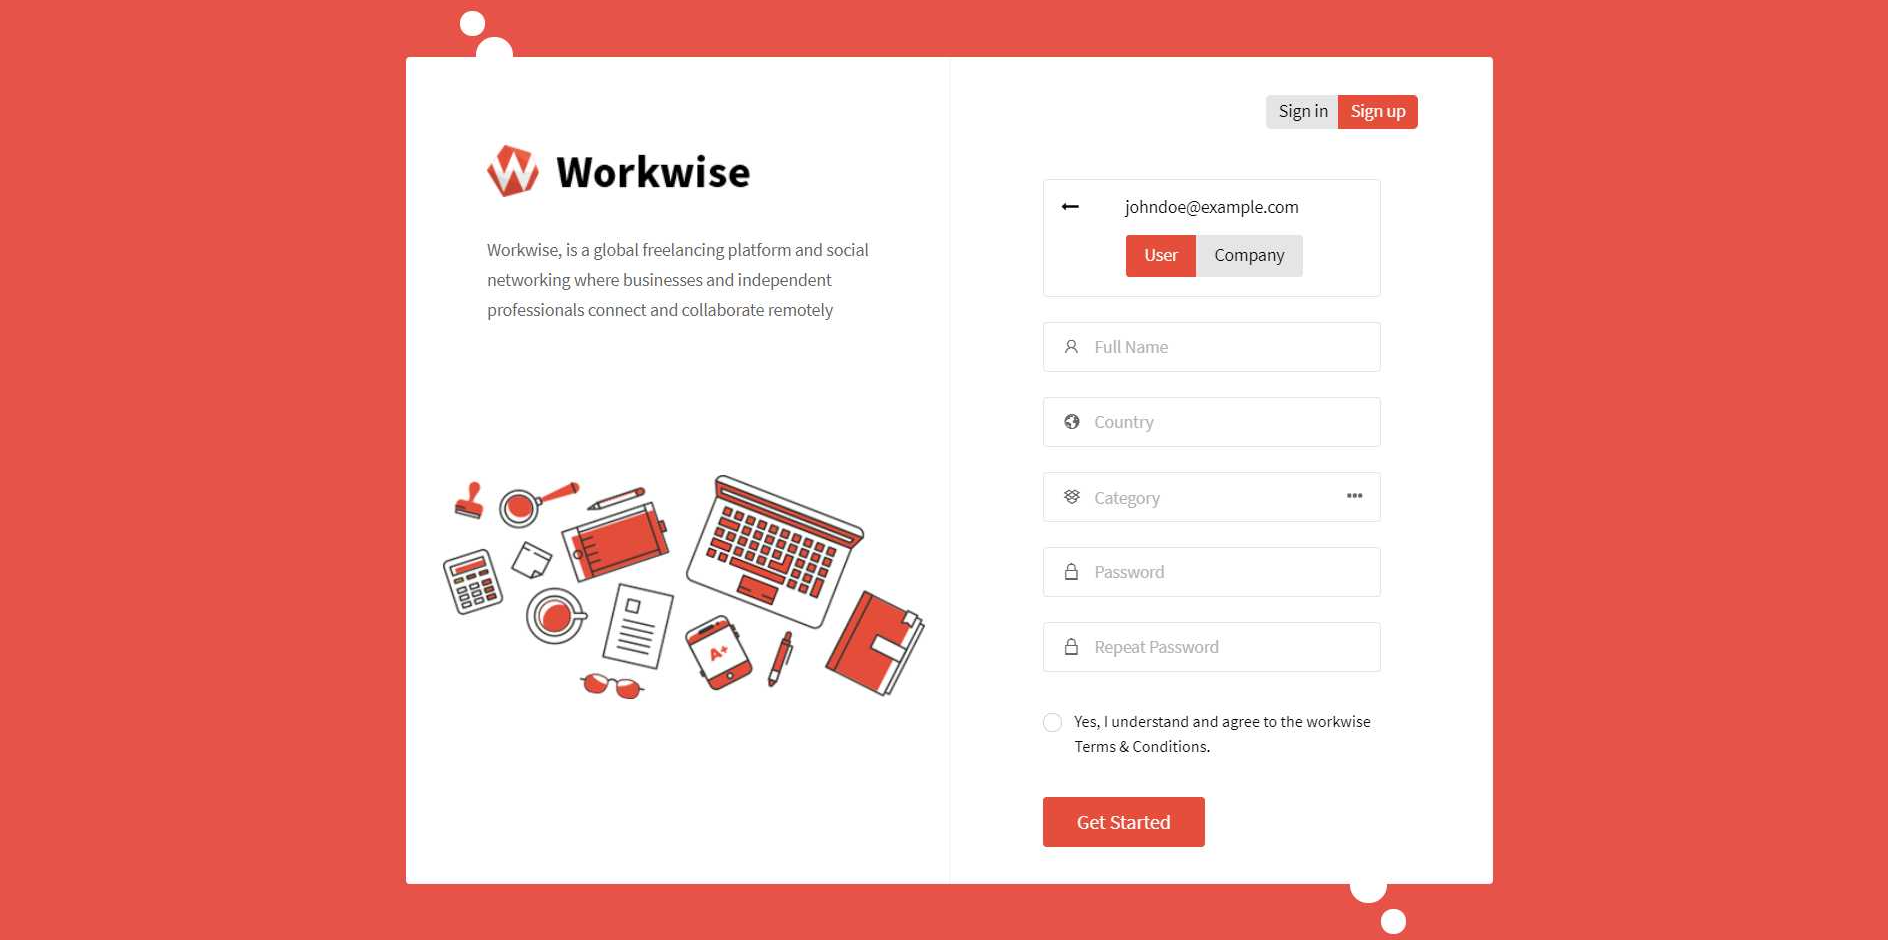 Sign in Sign up
Workwise
Workwise, is a global freelancing platform and social
networking where businesses and independent
professionals connect and collaborate remotely
A+
johndoe@example.com
User Company
Full Name
Country
Category
Password
Repeat Password
Yes, I understand and agree to the workwise
Terms & Conditions.
Get Started